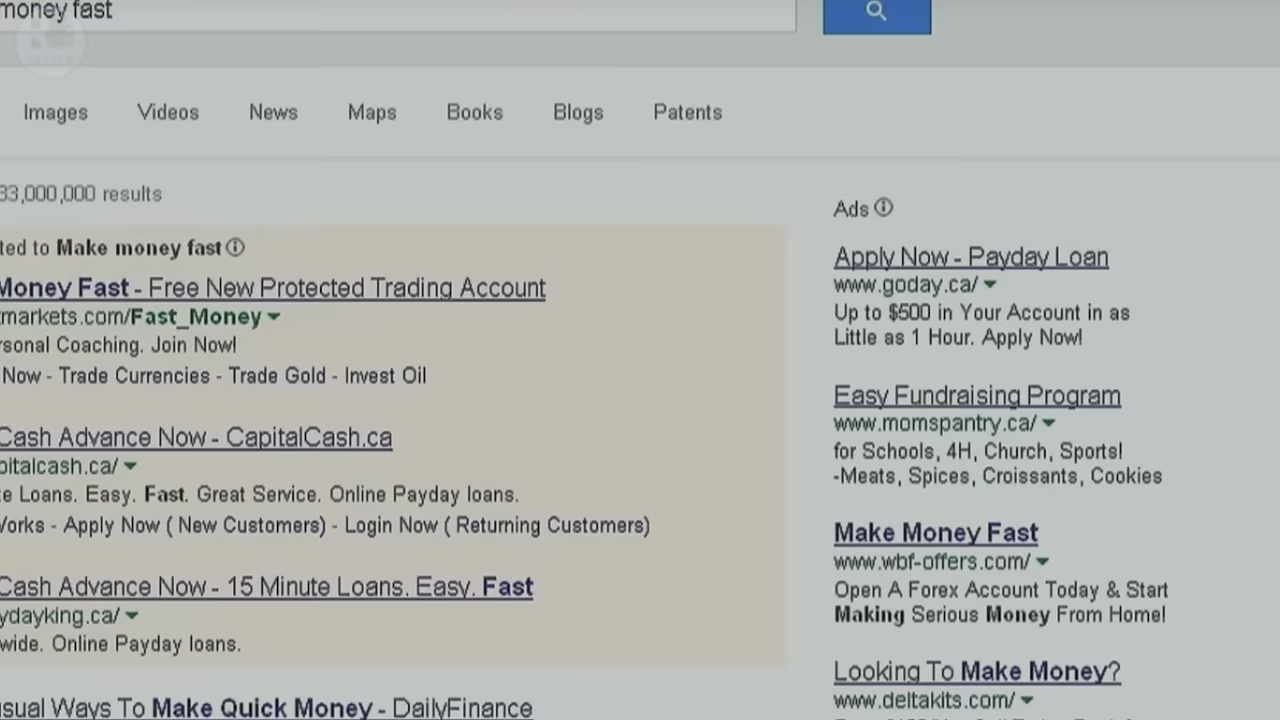 money fast
Images Videos News Maps Books Blogs Patents
33,000,000 results
ted to Make money fast
Money Fast - Free New Protected Trading Account
markets.com/Fast_Money
rsonal Coaching. Join Now!
Now - Trade Currencies - Trade Gold - Invest Oil
Cash Advance Now - CapitalCash.ca
pitalcash.ca/
e Loans. Easy. Fast. Great Service. Online Payday loans.
Works - Apply Now ( New Customers) - Login Now ( Returning Customers)
Cash Advance Now - 15 Minute Loans. Easy. Fast
ydayking.ca/
wide. Online Payday loans.
sual Ways To Make Quick Money - DailyFinance
Ads
Apply Now - Payday Loan
www.goday.ca/
Up to $500 in Your Account in as
Little as 1 Hour. Apply Now!
Easy Fundraising Program
www.momspantry.ca/
for Schools, 4H, Church, Sports!
-Meats, Spices, Croissants, Cookies
Make Money Fast
www.wbf-offers.com/
Open A Forex Account Today & Start
Making Serious Money From Home!
Looking To Make Money?
www.deltakits.com/